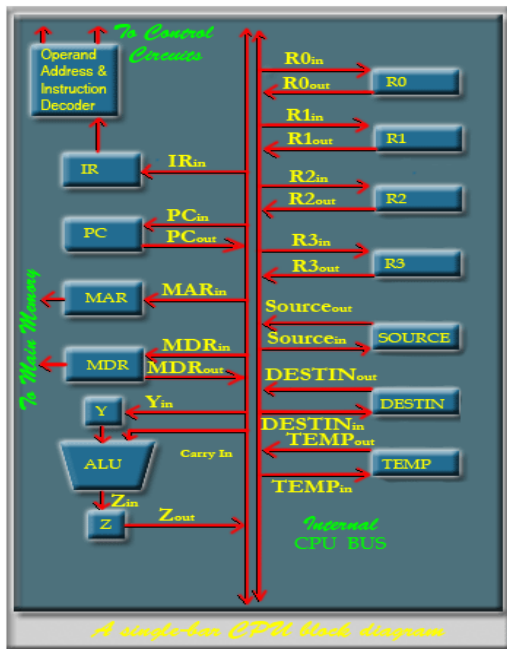 To Control
Circuits
Operand
Address &
Instruction
Decoder
IR
IRin
PC
PCin
PCout
MAR
MARin
MDR
MDRin
MDRout
To Main Memory
Y
Yin
ALU
Carry In
Zin
Z
Zout
R0in
R0out
R0
R1in
R1out
R1
R2in
R2out
R2
R3in
R3out
R3
Sourceout
Sourcein
SOURCE
DESTINout
DESTIN
DESTINin
TEMPout
TEMP
TEMPin
Internal
CPU BUS
A single-bar CPU block diagram